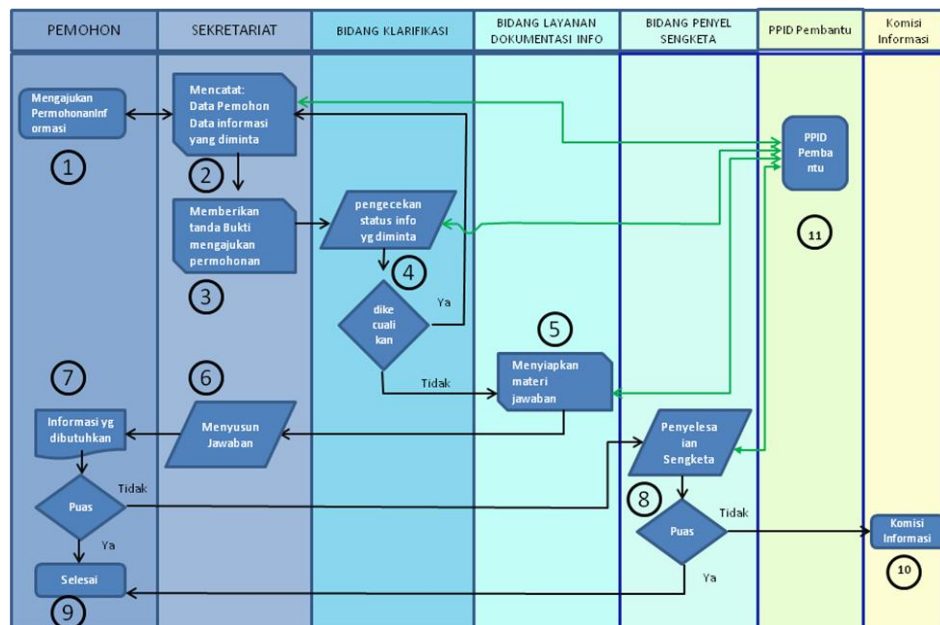 PEMOHON
SEKRETARIAT
BIDANG KLARIFIKASI
BIDANG LAYANAN
DOKUMENTASI INFO
BIDANG PENYEL
SENGKETA
PPID Pembantu
Komisi
Informasi
Mengajukan
PermohonanInf
ormasi
1
Mencatat:
Data Pemohon
Data informasi
yang diminta
2
PPID
Pemba
ntu
11
Memberikan
tanda Bukti
mengajukan
permohonan
3
pengecekan
status info
yg diminta
4
Ya
dike
cuali
kan
Tidak
5
Menyiapkan
materi
jawaban
6
Menyusun
Jawaban
7
Informasi yg
dibutuhkan
Penyelesa
ian
Sengketa
8
Puas
Tidak
Ya
Puas
Tidak
Ya
Komisi
Informasi
10
Selesai
9